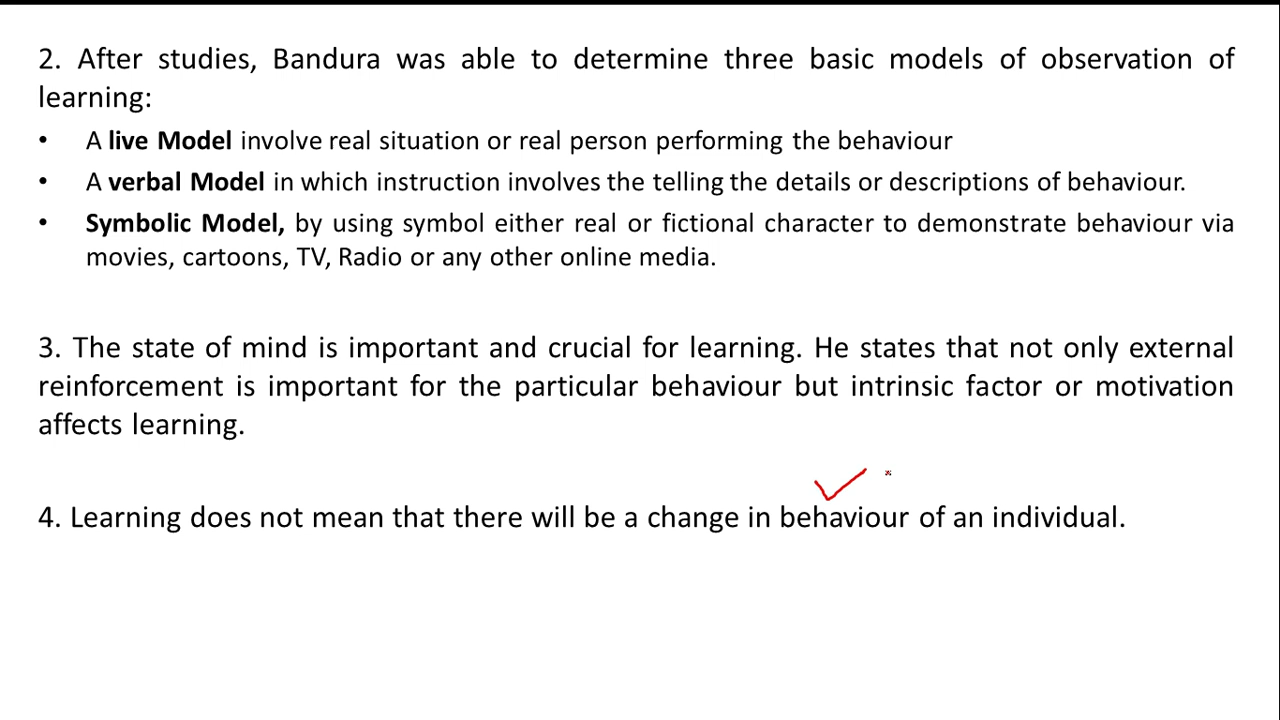 2. After studies, Bandura was able to determine three basic models of observation of
learning:
• A live Model involve real situation or real person performing the behaviour
• A verbal Model in which instruction involves the telling the details or descriptions of behaviour.
• Symbolic Model, by using symbol either real or fictional character to demonstrate behaviour via
movies, cartoons, TV, Radio or any other online media.
3. The state of mind is important and crucial for learning. He states that not only external
reinforcement is important for the particular behaviour but intrinsic factor or motivation
affects learning.
4. Learning does not mean that there will be a change in behaviour of an individual.